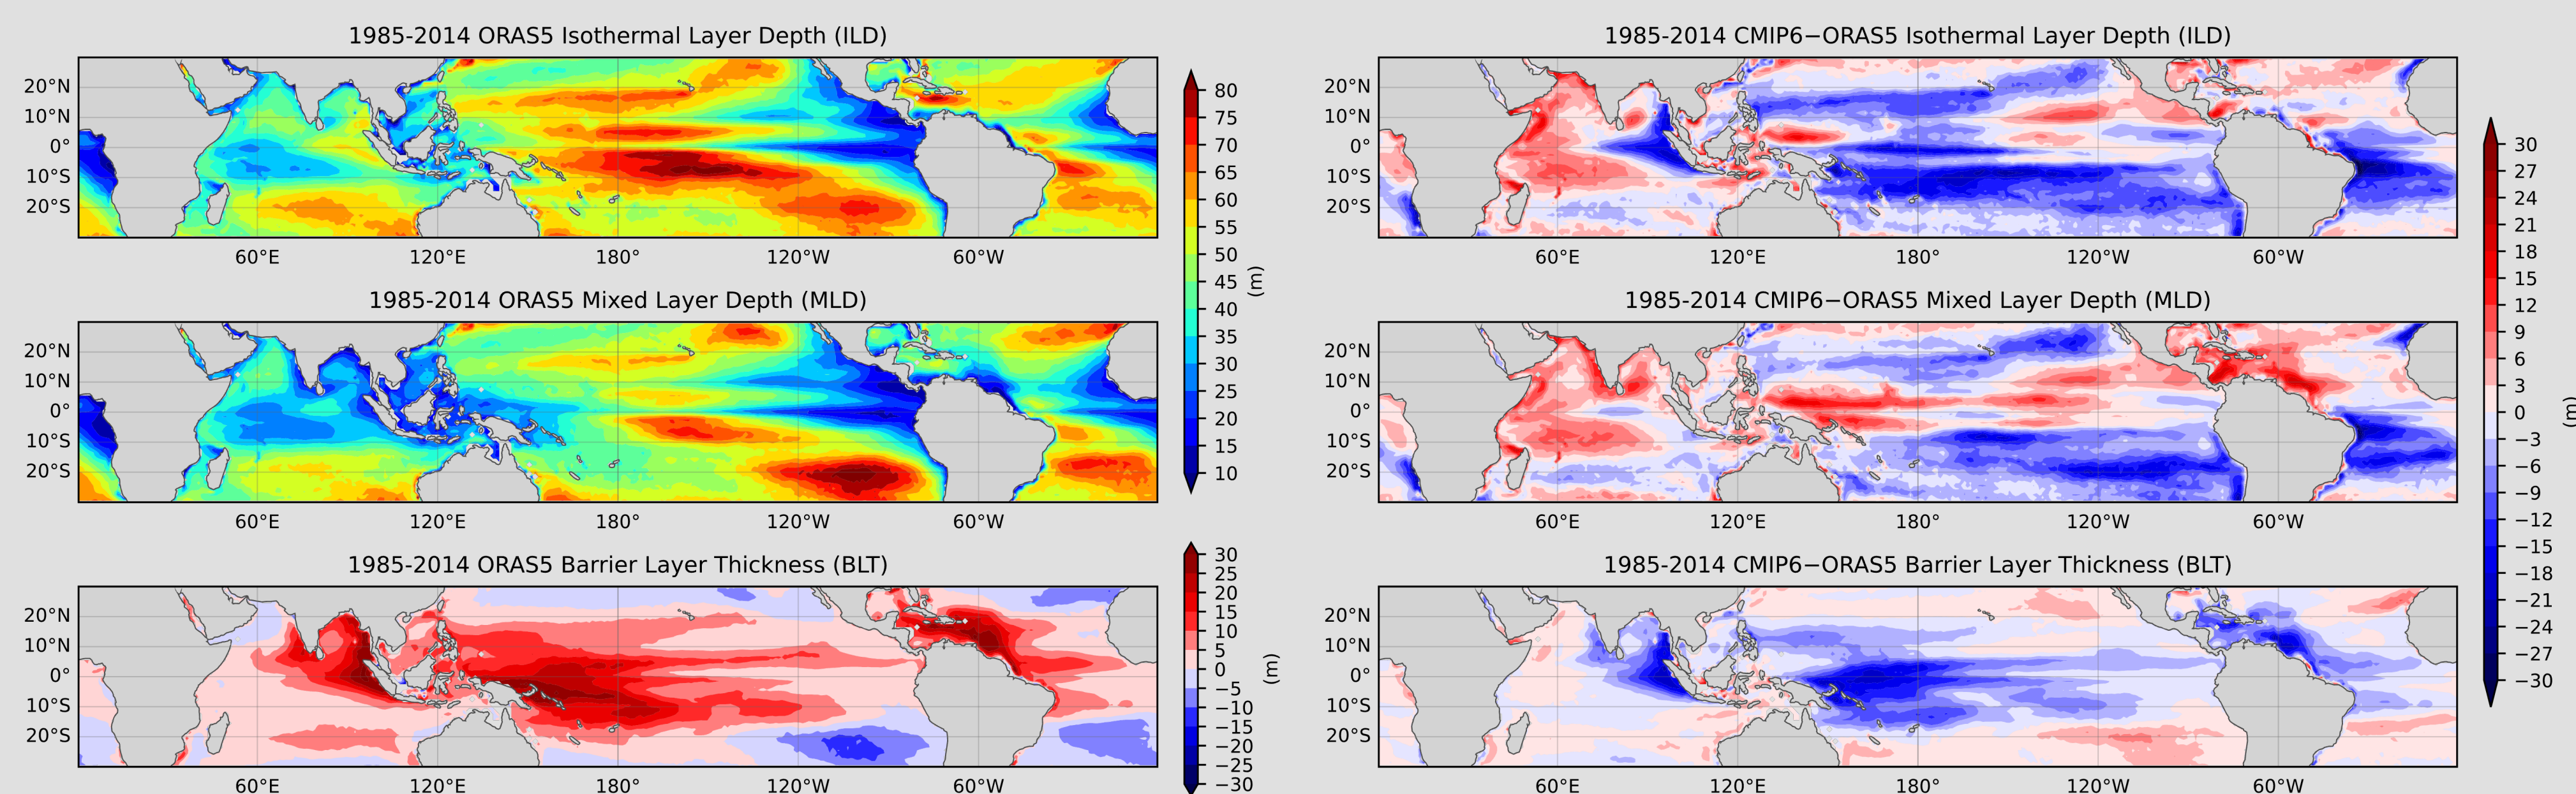 1985-2014 ORAS5 Isothermal Layer Depth (ILD)
20°N
10°N
0°
10°S
20°S
60°E 120°E 180° 120°W 60°W
1985-2014 ORAS5 Mixed Layer Depth (MLD)
20°N
10°N
0°
10°S
20°S
60°E 120°E 180° 120°W 60°W
80
75
70
65
60
55
50
45
40
35
30
25
20
15
10
(m)
1985-2014 ORAS5 Barrier Layer Thickness (BLT)
20°N
10°N
0°
10°S
20°S
60°E 120°E 180° 120°W 60°W
30
25
20
15
10
5
0
−5
−10
−15
−20
−25
−30
(m)
1985-2014 CMIP6−ORAS5 Isothermal Layer Depth (ILD)
20°N
10°N
0°
10°S
20°S
60°E 120°E 180° 120°W 60°W
1985-2014 CMIP6−ORAS5 Mixed Layer Depth (MLD)
20°N
10°N
0°
10°S
20°S
60°E 120°E 180° 120°W 60°W
1985-2014 CMIP6−ORAS5 Barrier Layer Thickness (BLT)
20°N
10°N
0°
10°S
20°S
60°E 120°E 180° 120°W 60°W
30
27
24
21
18
15
12
9
6
3
0
−3
−6
−9
−12
−15
−18
−21
−24
−27
−30
(m)